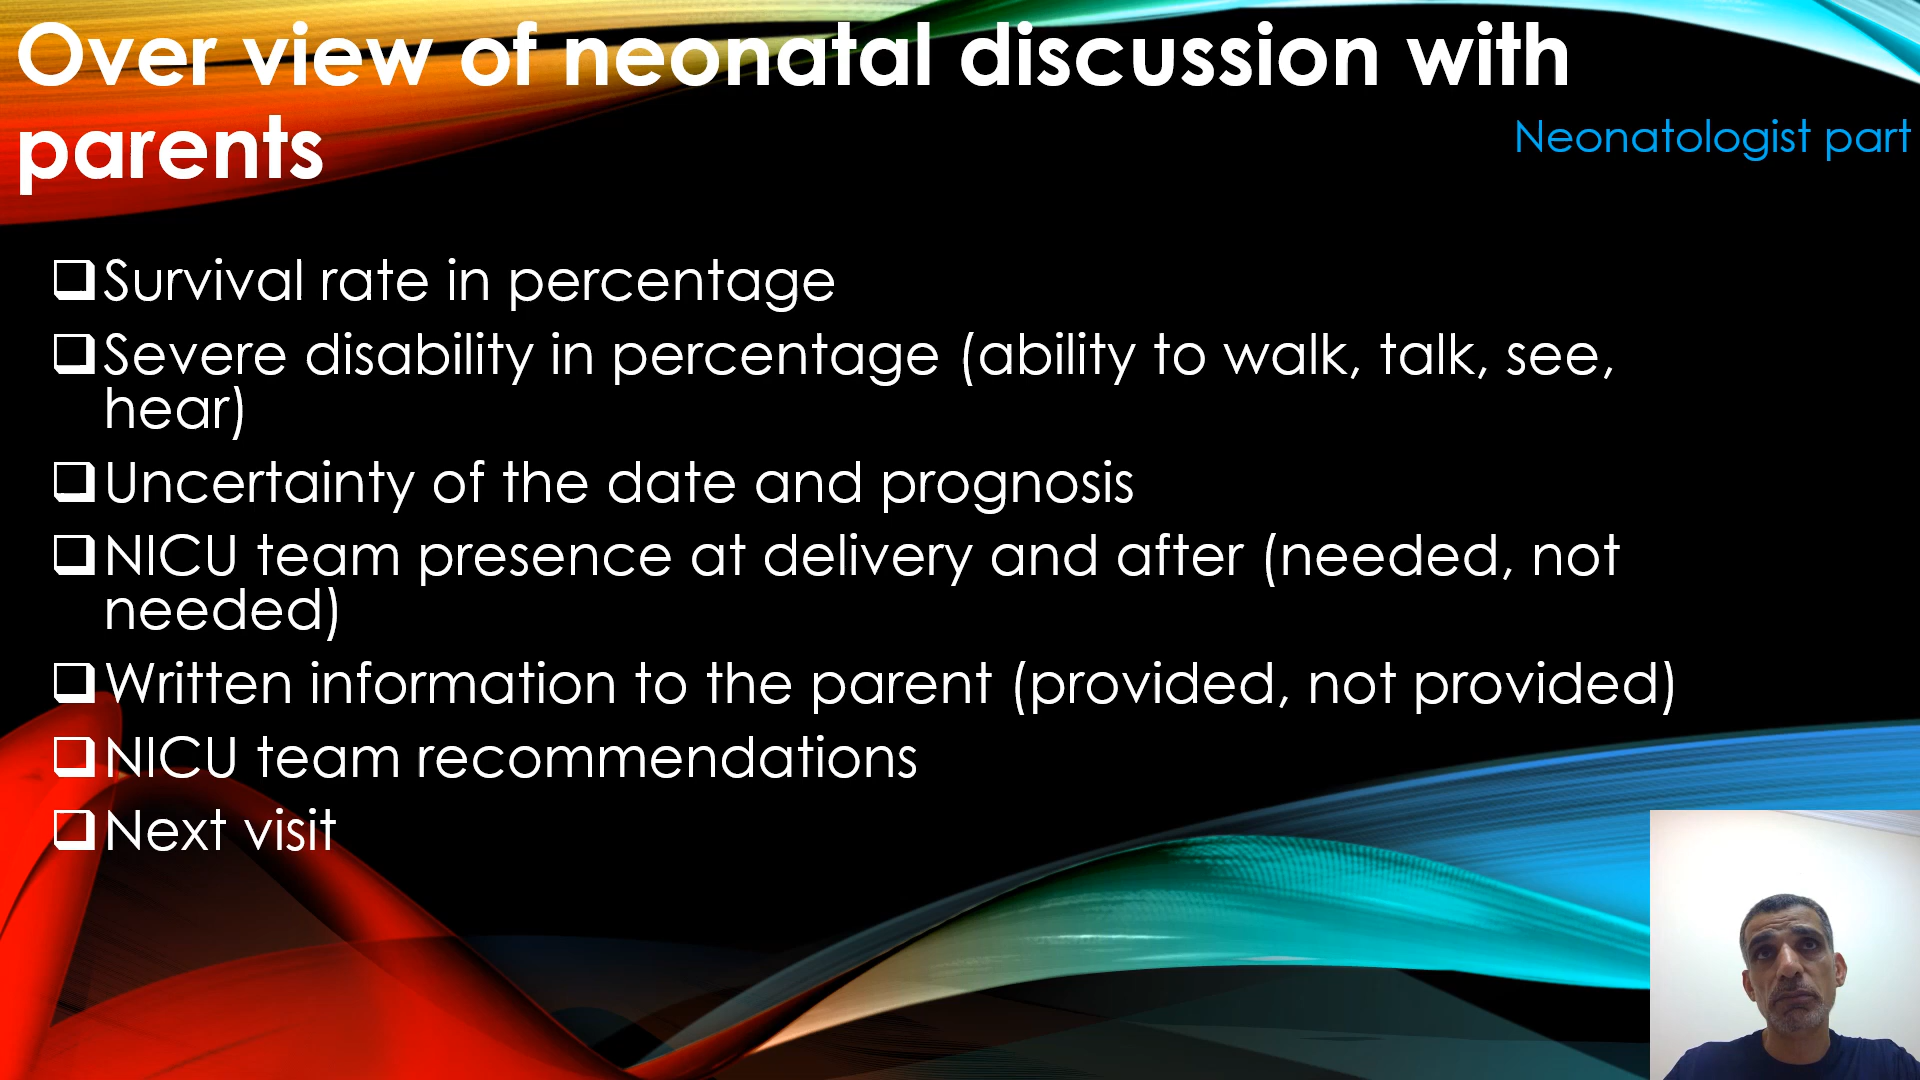 Over view of neonatal discussion with
parents
Neonatologist part
Survival rate in percentage
Severe disability in percentage (ability to walk, talk, see,
hear)
Uncertainty of the date and prognosis
NICU team presence at delivery and after (needed, not
needed)
Written information to the parent (provided, not provided)
NICU team recommendations
Next visit